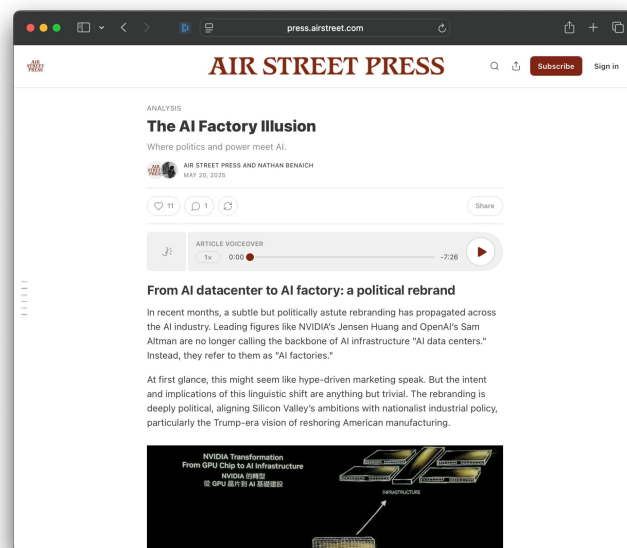 press.airstreet.com
AIR
STREET
PRESS
AIR STREET PRESS
Subscribe
Sign in
ANALYSIS
The AI Factory Illusion
Where politics and power meet AI.
AIR STREET PRESS AND NATHAN BENAICH
MAY 20, 2025
11
1
Share
ARTICLE VOICEOVER
1×
0:00
-7:26
From AI datacenter to AI factory: a political rebrand
In recent months, a subtle but politically astute rebranding has propagated across
the AI industry. Leading figures like NVIDIA's Jensen Huang and OpenAI's Sam
Altman are no longer calling the backbone of AI infrastructure "AI data centers."
Instead, they refer to them as "AI factories."
At first glance, this might seem like hype-driven marketing speak. But the intent
and implications of this linguistic shift are anything but trivial. The rebranding is
deeply political, aligning Silicon Valley's ambitions with nationalist industrial policy,
particularly the Trump-era vision of reshoring American manufacturing.
NVIDIA Transformation
From GPU Chip to AI Infrastructure
NVIDIA 的轉型
從 GPU 晶片到 AI 基礎建設
INFRASTRUCTURE